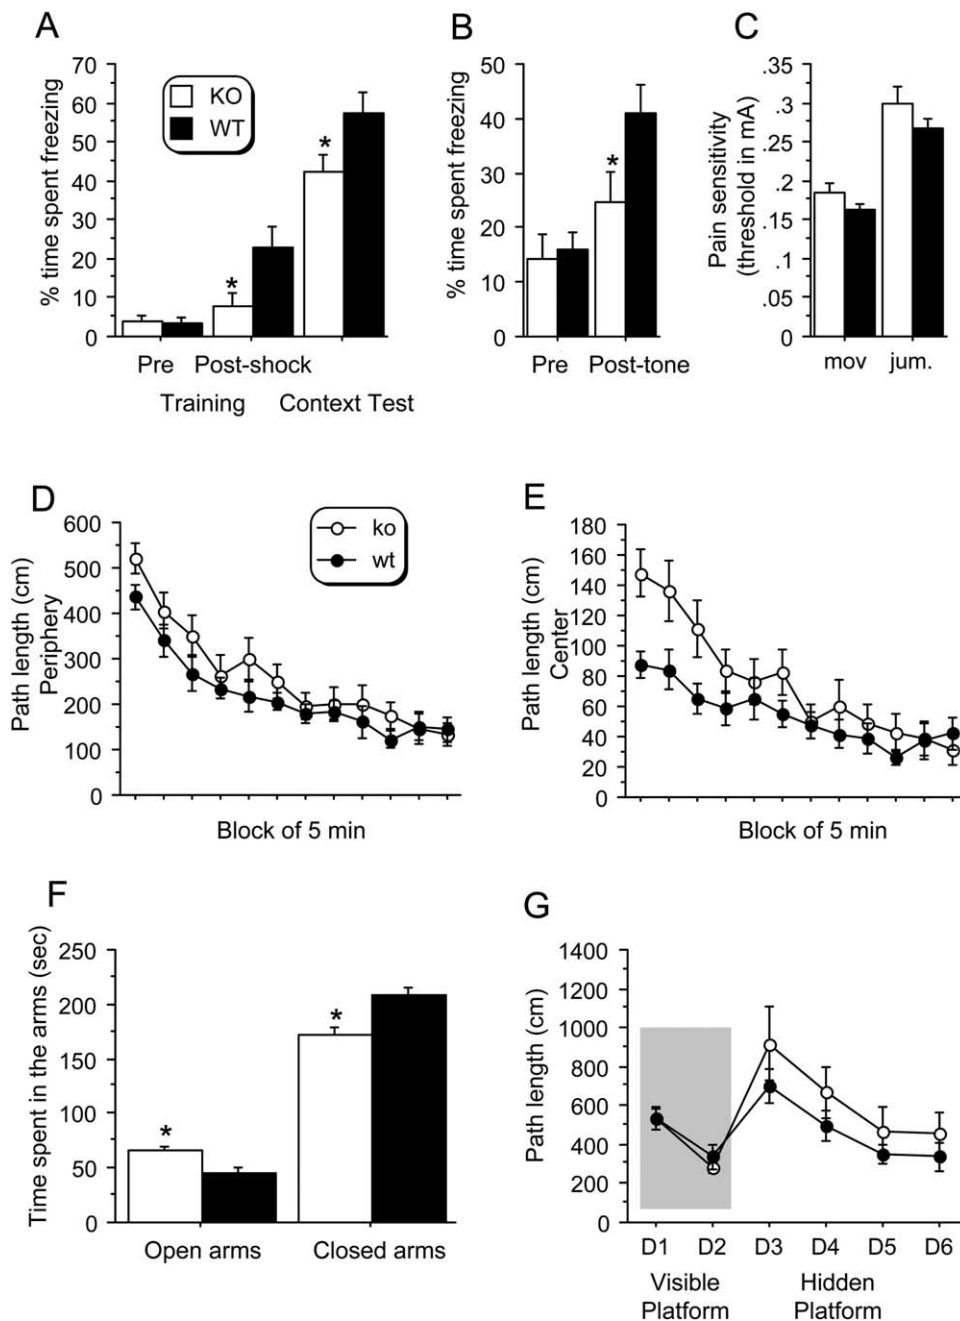 A
% time spent freezing
70
60
50
40
30
20
10
0
KO
WT
*
*
Pre Post-shock
Training Context Test
B
% time spent freezing
50
40
30
20
10
0
*
Pre Post-tone
C
Pain sensitivity
(threshold in mA)
.35
.3
.25
.2
.15
.1
.05
0
mov jum.
D
Path length (cm)
Periphery
600
500
400
300
200
100
0
ko
wt
Block of 5 min
E
Path length (cm)
Center
180
160
140
120
100
80
60
40
20
0
Block of 5 min
F
Time spent in the arms (sec)
250
200
150
100
50
0
*
*
Open arms Closed arms
G
Path length (cm)
1400
1200
1000
800
600
400
200
0
D1 D2 D3 D4 D5 D6
Visible Hidden
Platform Platform